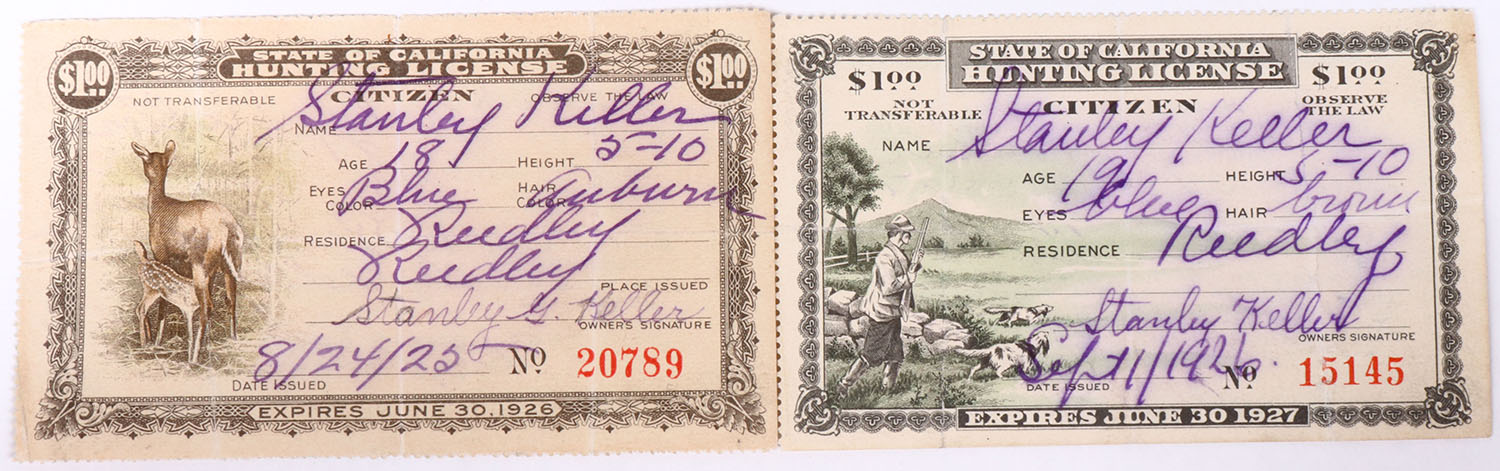 STATE OF CALIFORNIA
HUNTING LICENSE
$1.00 $1.00
NOT TRANSFERABLE CITIZEN OBSERVE THE LAW
NAME Stanley Keller
AGE 18 HEIGHT 5-10
EYES COLOR Blue HAIR COLOR Auburn
RESIDENCE Reedley
Reedley
PLACE ISSUED
Stanley G. Keller
OWNERS SIGNATURE
8/24/25 No 20789
DATE ISSUED
EXPIRES JUNE 30, 1926
STATE OF CALIFORNIA
HUNTING LICENSE
$1.00 $1.00
NOT TRANSFERABLE CITIZEN OBSERVE THE LAW
NAME Stanley Keller
AGE 19 HEIGHT 5-10
EYES blue HAIR brown
RESIDENCE Reedley
Stanley Keller
OWNERS SIGNATURE
Sept 1/1926. No 15145
DATE ISSUED
EXPIRES JUNE 30 1927